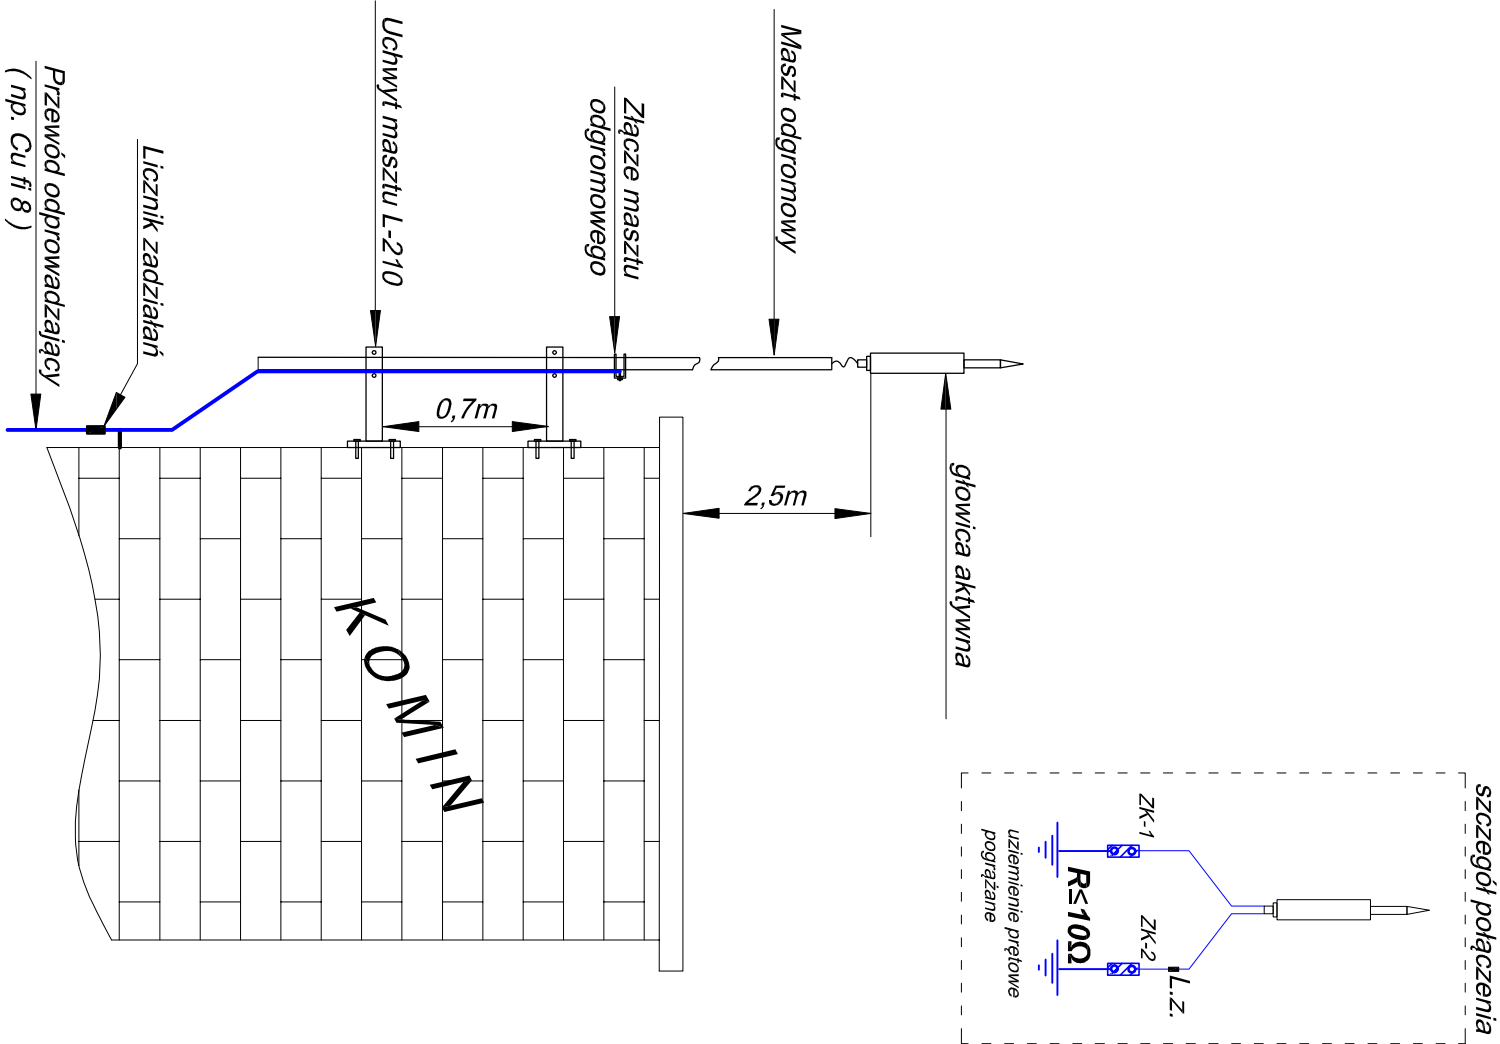 szczegół połączenia
ZK-1
ZK-2
L.z.
R≤10Ω
uziemienie prętowe
pogrążane
głowica aktywna
Maszt odgromowy
2,5m
Złącze masztu
odgromowego
0,7m
Uchwyt masztu L-210
KOMIN
Licznik zadziałań
Przewód odprowadzający
( np. Cu fi 8 )